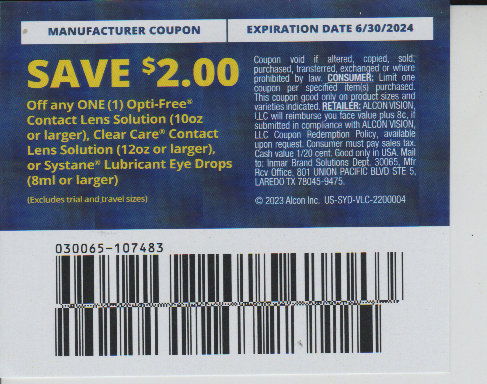 MANUFACTURER COUPON
EXPIRATION DATE 6/30/2024
SAVE $2.00
Off any ONE (1) Opti-Free®
Contact Lens Solution (10oz
or larger), Clear Care® Contact
Lens Solution (12oz or larger),
or Systane® Lubricant Eye Drops
(8ml or larger)
(Excludes trial and travel sizes)
Coupon void if altered, copied, sold,
purchased, transferred, exchanged or where
prohibited by law. CONSUMER: Limit one
coupon per specified item(s) purchased.
This coupon good only on product sizes and
varieties indicated. RETAILER: ALCON VISION,
LLC will reimburse you face value plus 8c, if
submitted in compliance with ALCON VISION,
LLC Coupon Redemption Policy, available
upon request. Consumer must pay sales tax.
Cash value 1/20 cent. Good only in USA. Mail
to: Inmar Brand Solutions Dept. 30065, Mfr
Rcv Office, 801 UNION PACIFIC BLVD STE 5,
LAREDO TX 78045-9475.
© 2023 Alcon Inc. US-SYD-VLC-2200004
030065-107483